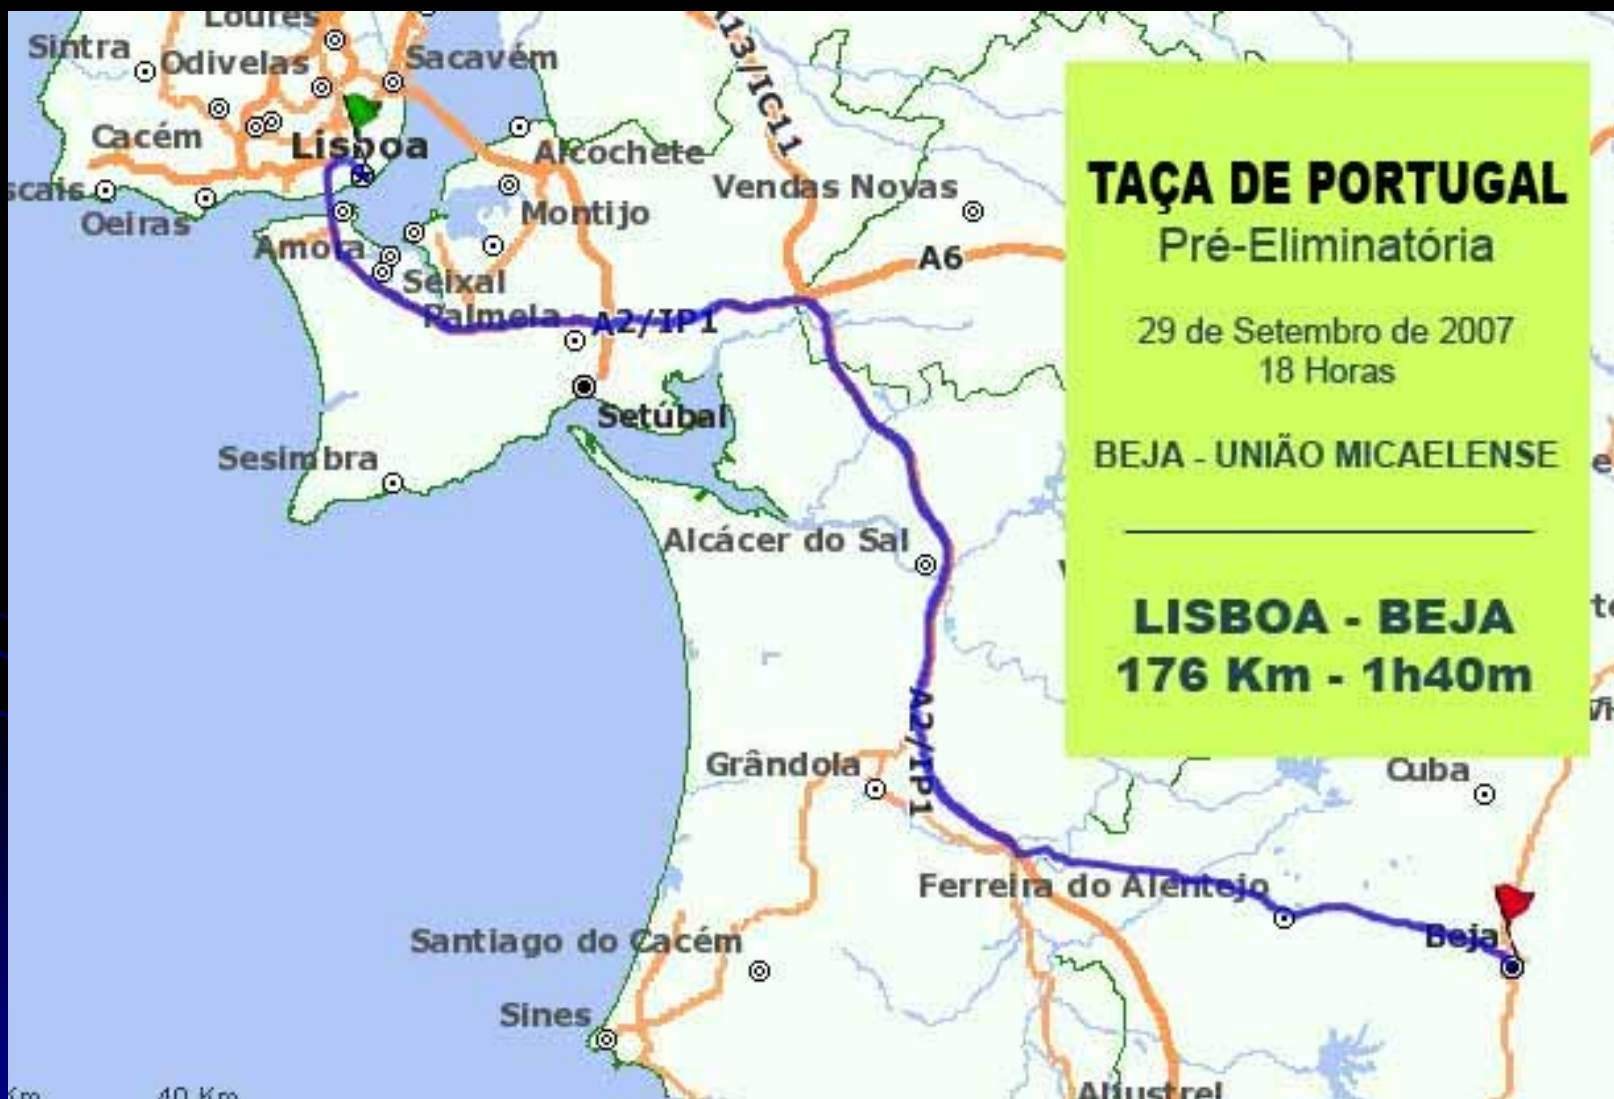 Loures
Sintra
Odivelas
Sacavém
A13/IC11
Cacém
Lisboa
Alcochete
Vendas Novas
Oeiras
Montijo
Amora
A6
Seixal
Palmela
A2/IP1
Setúbal
Sesimbra
Alcácer do Sal
A2/IP1
Grândola
Cuba
Ferreira do Alentejo
Beja
Santiago do Cacém
Sines
40 Km
TAÇA DE PORTUGAL
Pré-Eliminatória
29 de Setembro de 2007
18 Horas
BEJA - UNIÃO MICAELENSE
LISBOA - BEJA
176 Km - 1h40m